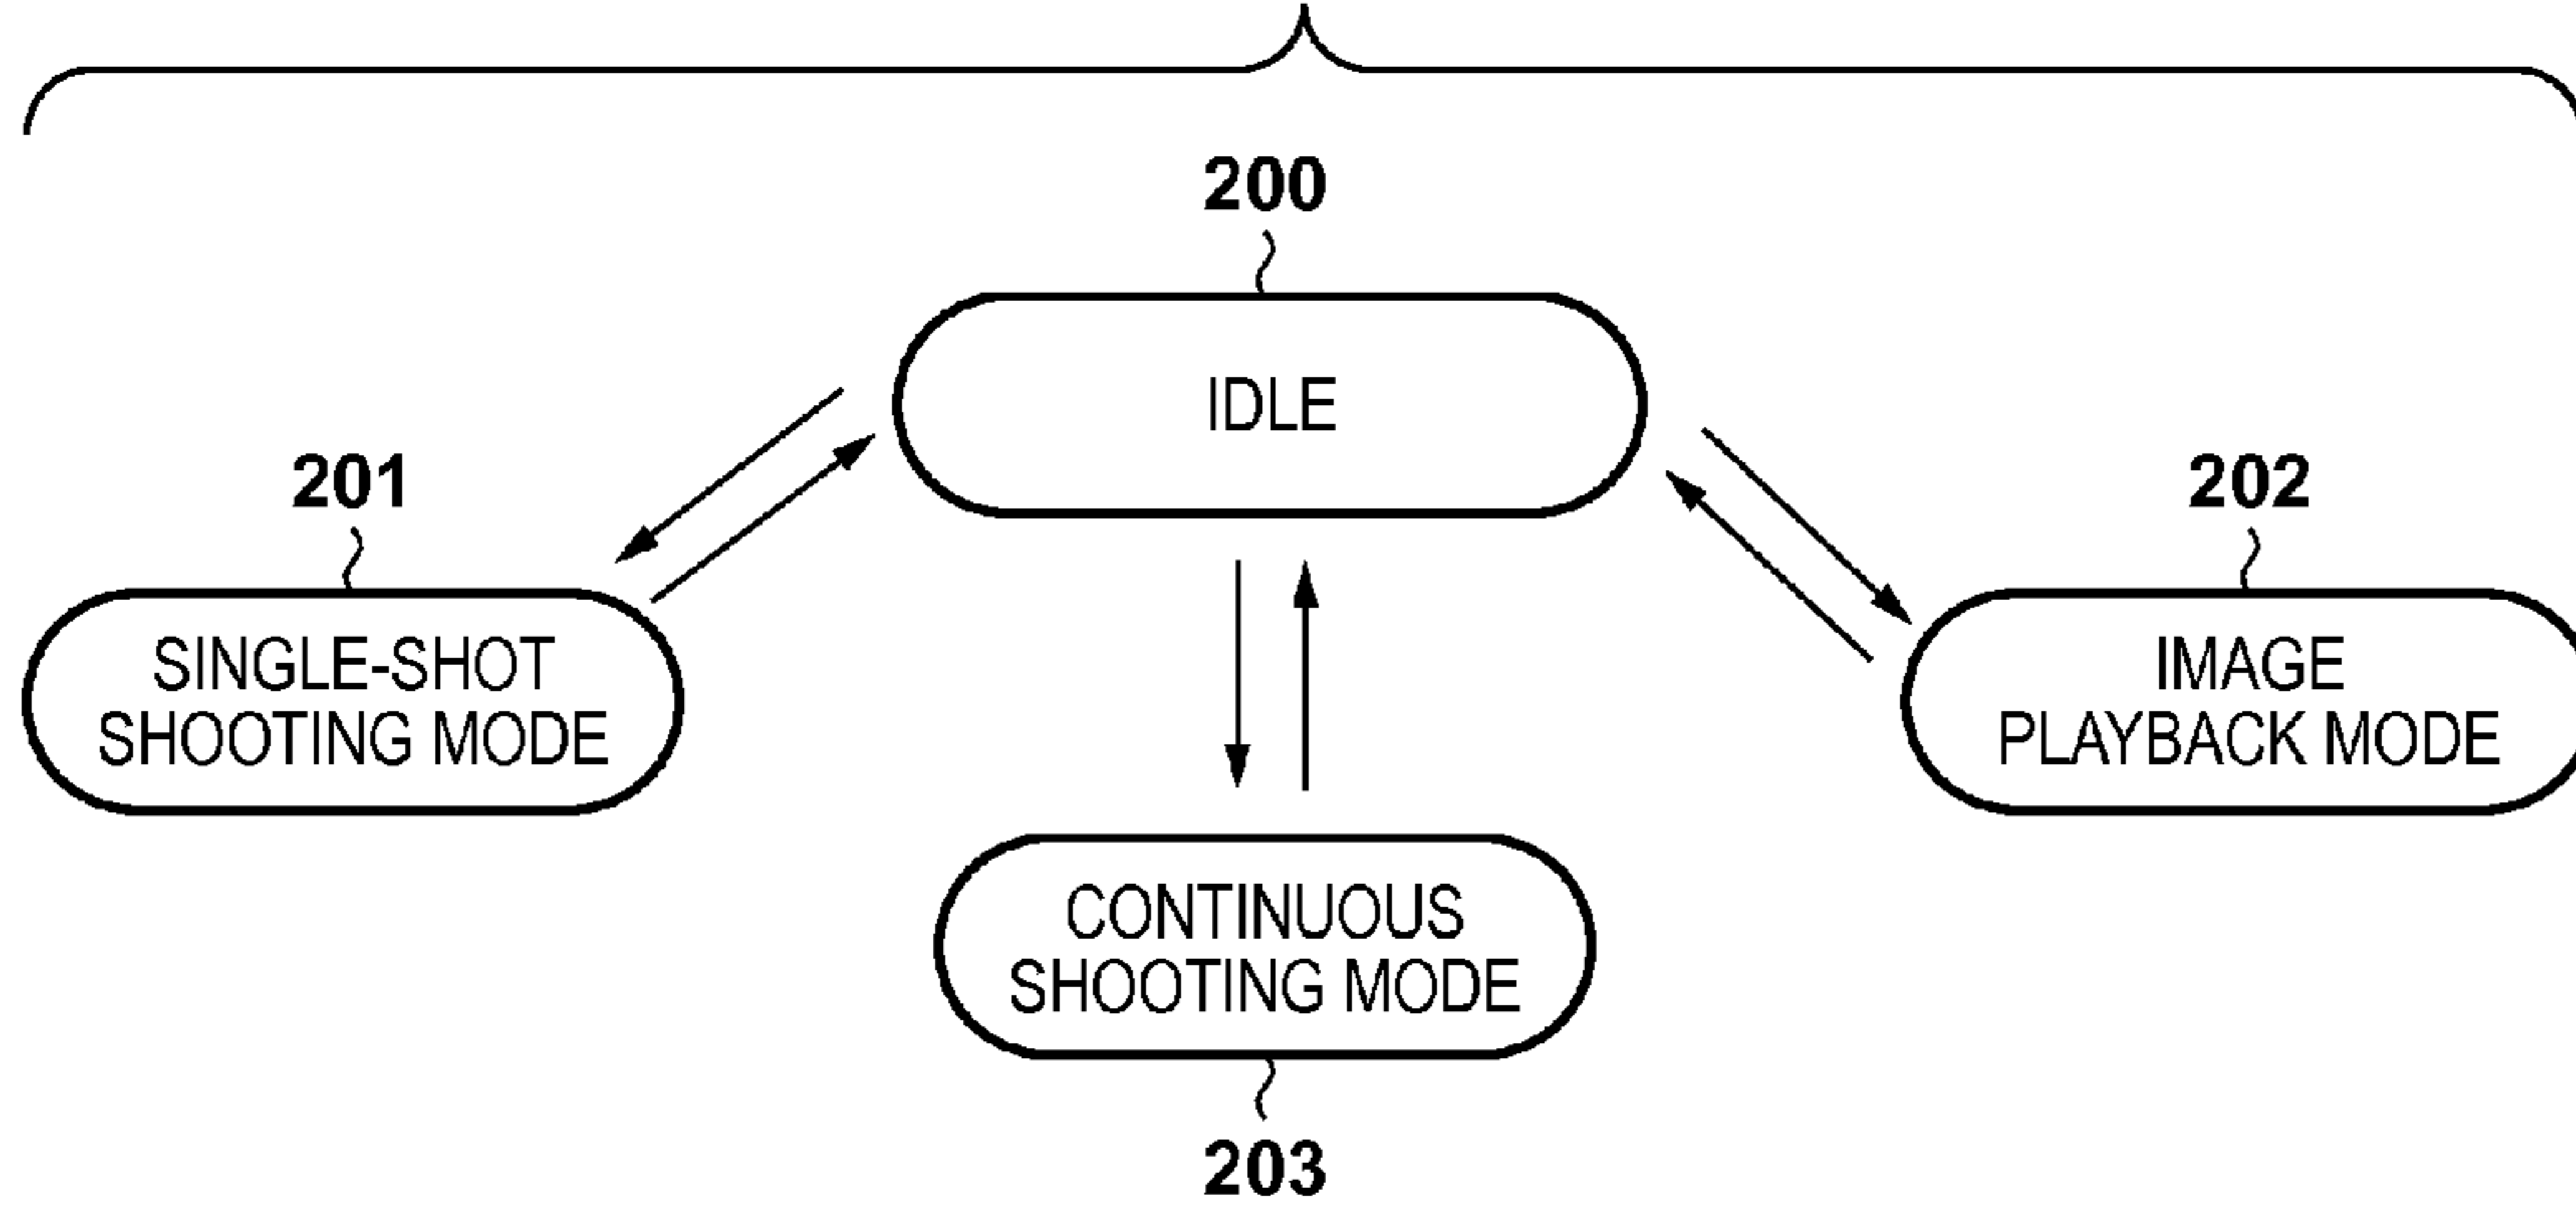 200
IDLE
201
SINGLE-SHOT
SHOOTING MODE
202
IMAGE
PLAYBACK MODE
CONTINUOUS
SHOOTING MODE
203